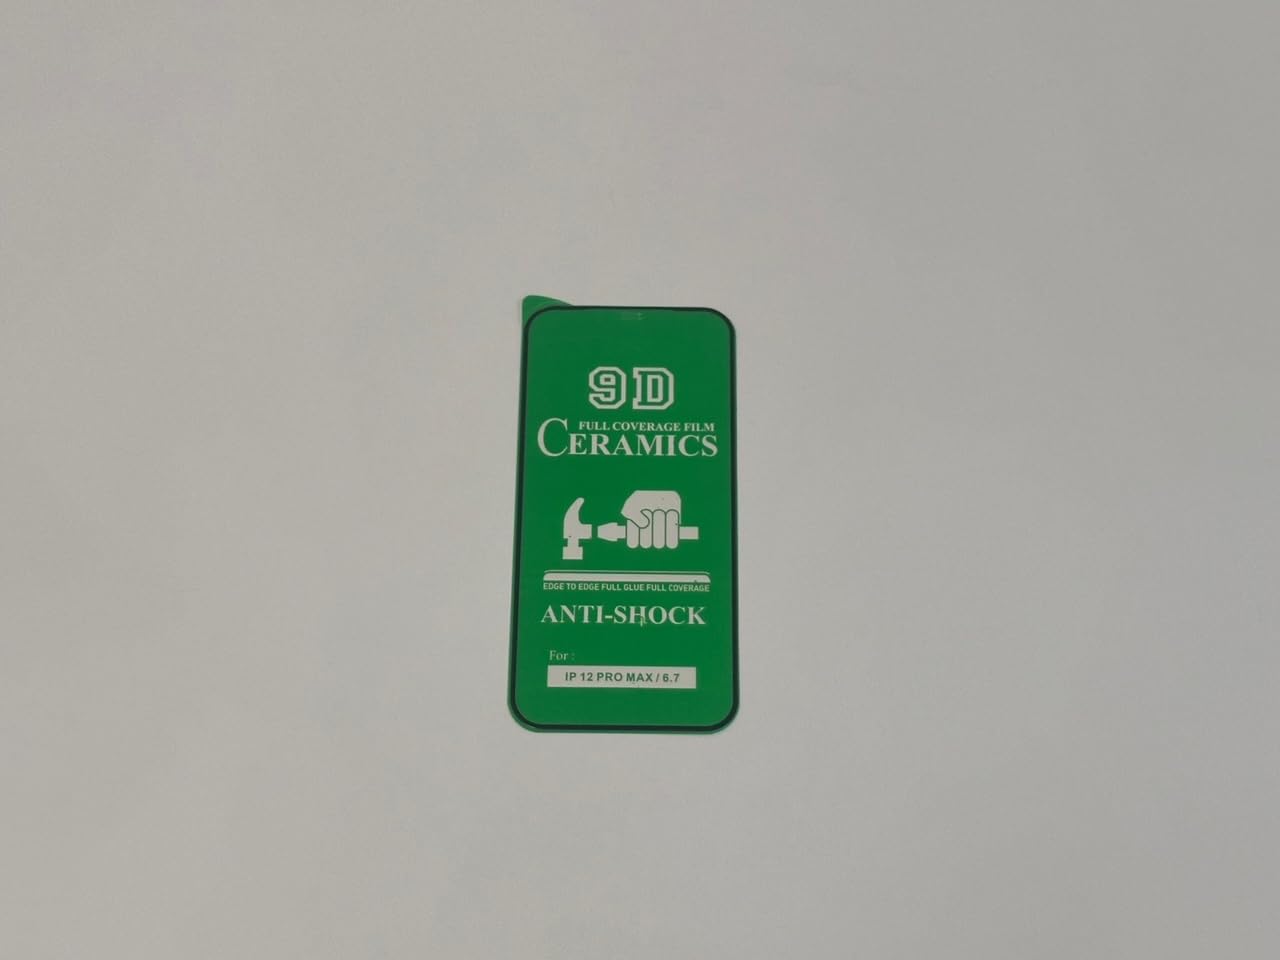 9D
FULL COVERAGE FILM
CERAMICS
EDGE TO EDGE FULL GLUE FULL COVERAGE
ANTI-SHOCK
For :
IP 12 PRO MAX / 6.7